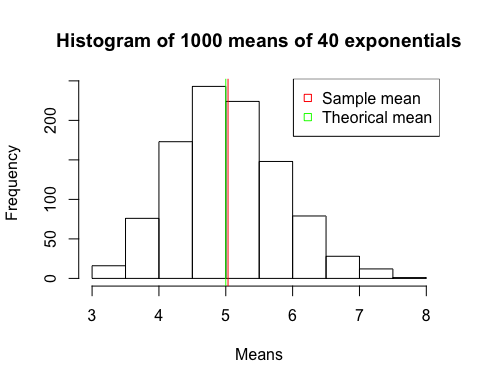 Histogram of 1000 means of 40 exponentials
Sample mean
Theorical mean
Frequency
200
100
50
0
3 4 5 6 7 8
Means